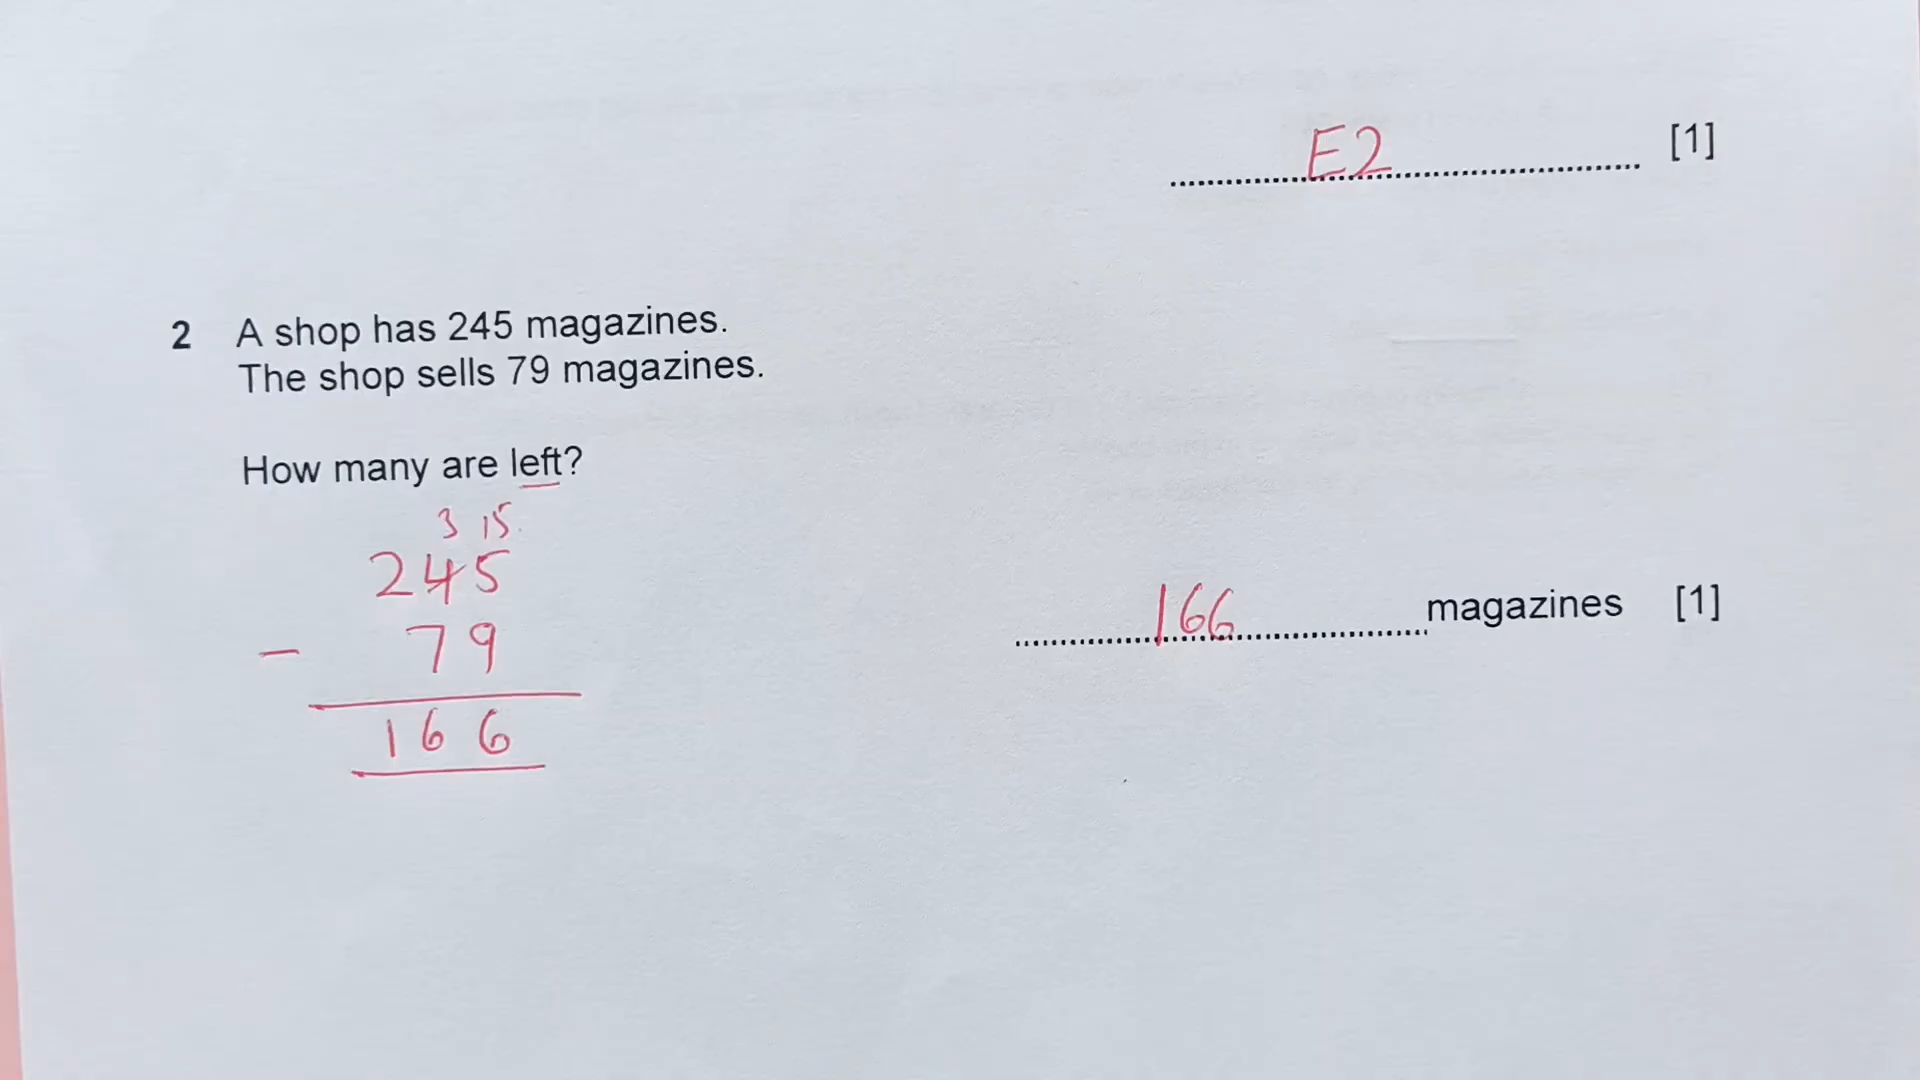 E2 [1]
2 A shop has 245 magazines.
The shop sells 79 magazines.
How many are left?
3 15
245
- 79
166
166 magazines [1]